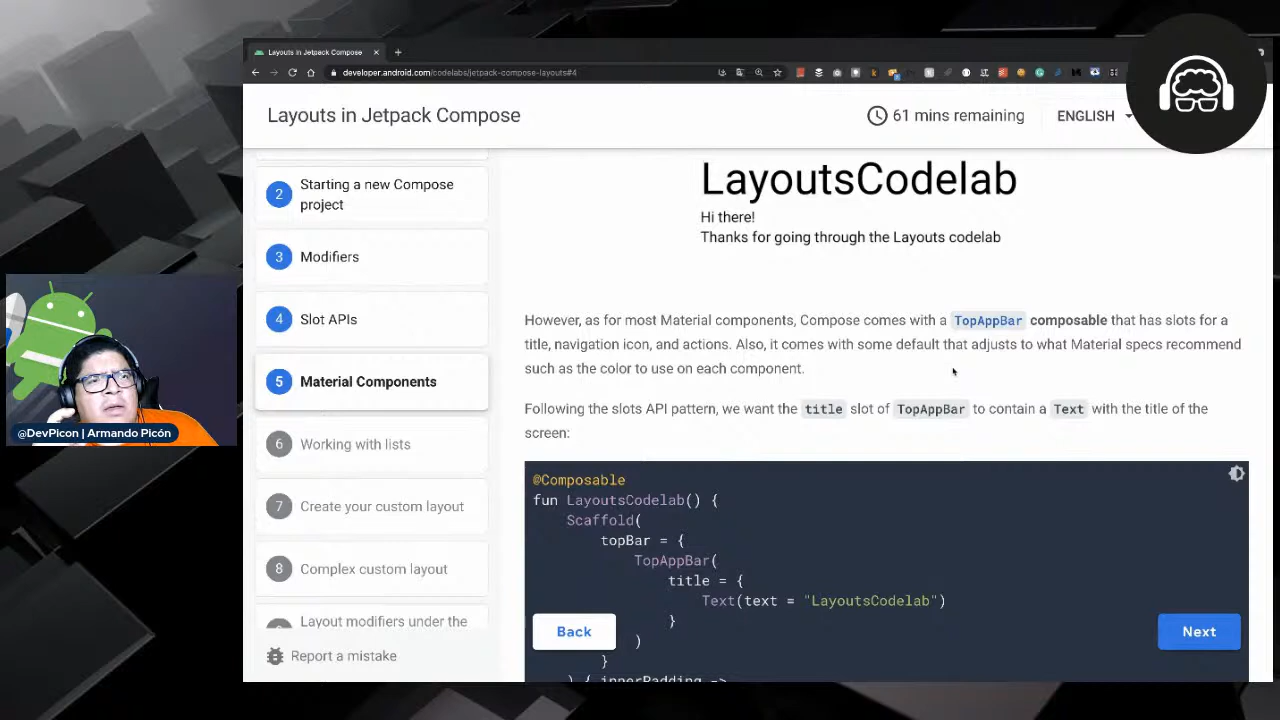 Layouts in Jetpack Compose
developer.android.com/codelabs/jetpack-compose-layouts#4
Layouts in Jetpack Compose
61 mins remaining
ENGLISH
2 Starting a new Compose
project
3 Modifiers
4 Slot APIs
5 Material Components
6 Working with lists
7 Create your custom layout
8 Complex custom layout
Layout modifiers under the
Report a mistake
LayoutsCodelab
Hi there!
Thanks for going through the Layouts codelab
However, as for most Material components, Compose comes with a TopAppBar composable that has slots for a
title, navigation icon, and actions. Also, it comes with some default that adjusts to what Material specs recommend
such as the color to use on each component.
Following the slots API pattern, we want the title slot of TopAppBar to contain a Text with the title of the
screen:
@Composable
fun LayoutsCodelab() {
Scaffold(
topBar = {
TopAppBar(
title = {
Text(text = "LayoutsCodelab")
}
)
}
) { innerPadding ->
Back
Next
@DevPicon | Armando Picón